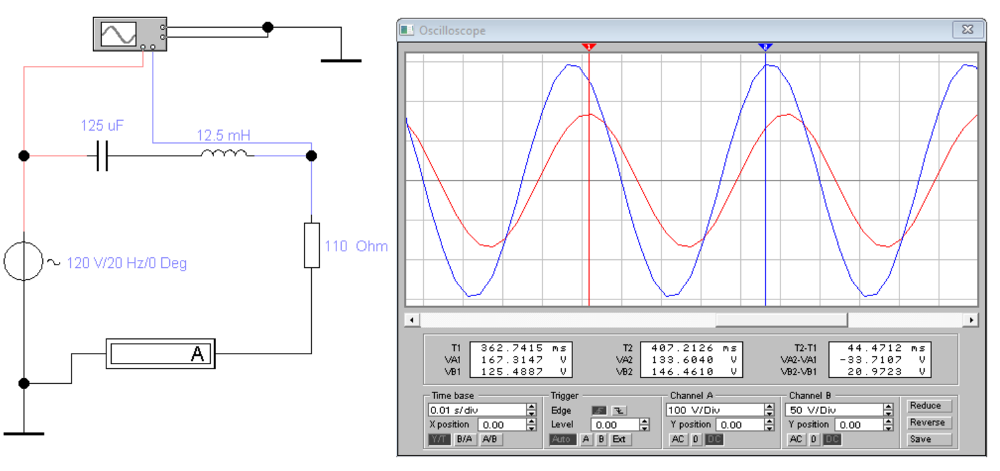 125 uF
12.5 mH
110 Ohm
120 V/20 Hz/0 Deg
A
Oscilloscope
1
2
T1 362.7415 ms
VA1 167.3147 V
VB1 125.4887 V
T2 407.2126 ms
VA2 133.6040 V
VB2 146.4610 V
T2-T1 44.4712 ms
VA2-VA1 -33.7107 V
VB2-VB1 20.9723 V
Time base
0.01 s/div
X position 0.00
Y/T B/A A/B
Trigger
Edge
Level 0.00
Auto A B Ext
Channel A
100 V/Div
Y position 0.00
AC 0 DC
Channel B
50 V/Div
Y position 0.00
AC 0 DC
Reduce
Reverse
Save